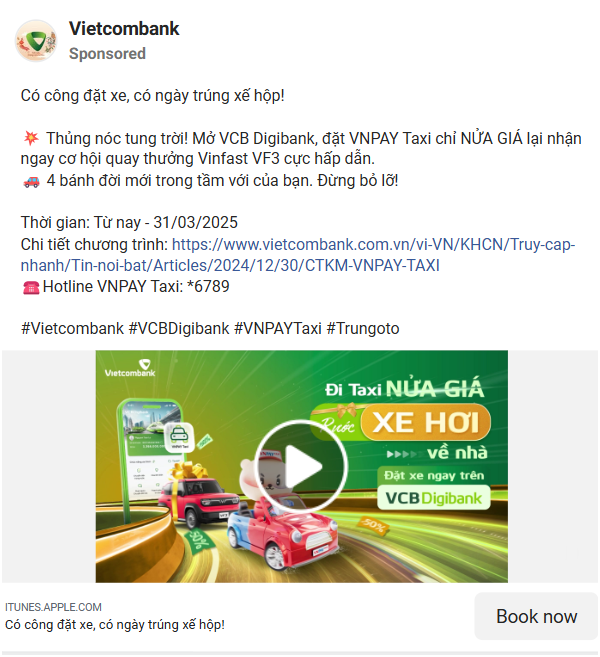 Vietcombank
Sponsored
Có công đặt xe, có ngày trúng xế hộp!
💥 Thủng nóc tung trời! Mở VCB Digibank, đặt VNPAY Taxi chỉ NỬA GIÁ lại nhận
ngay cơ hội quay thưởng Vinfast VF3 cực hấp dẫn.
🚗 4 bánh đời mới trong tầm với của bạn. Đừng bỏ lỡ!
Thời gian: Từ nay - 31/03/2025
Chi tiết chương trình: https://www.vietcombank.com.vn/vi-VN/KHCN/Truy-cap-
nhanh/Tin-noi-bat/Articles/2024/12/30/CTKM-VNPAY-TAXI
☎️Hotline VNPAY Taxi: *6789
#Vietcombank #VCBDigibank #VNPAYTaxi #Trungoto
Vietcombank
Đi Taxi NỬA GIÁ
Rước XE HƠI
về nhà
Đặt xe ngay trên
VCBDigibank
VNPAY Taxi
50%
50%
ITUNES.APPLE.COM
Có công đặt xe, có ngày trúng xế hộp!
Book now